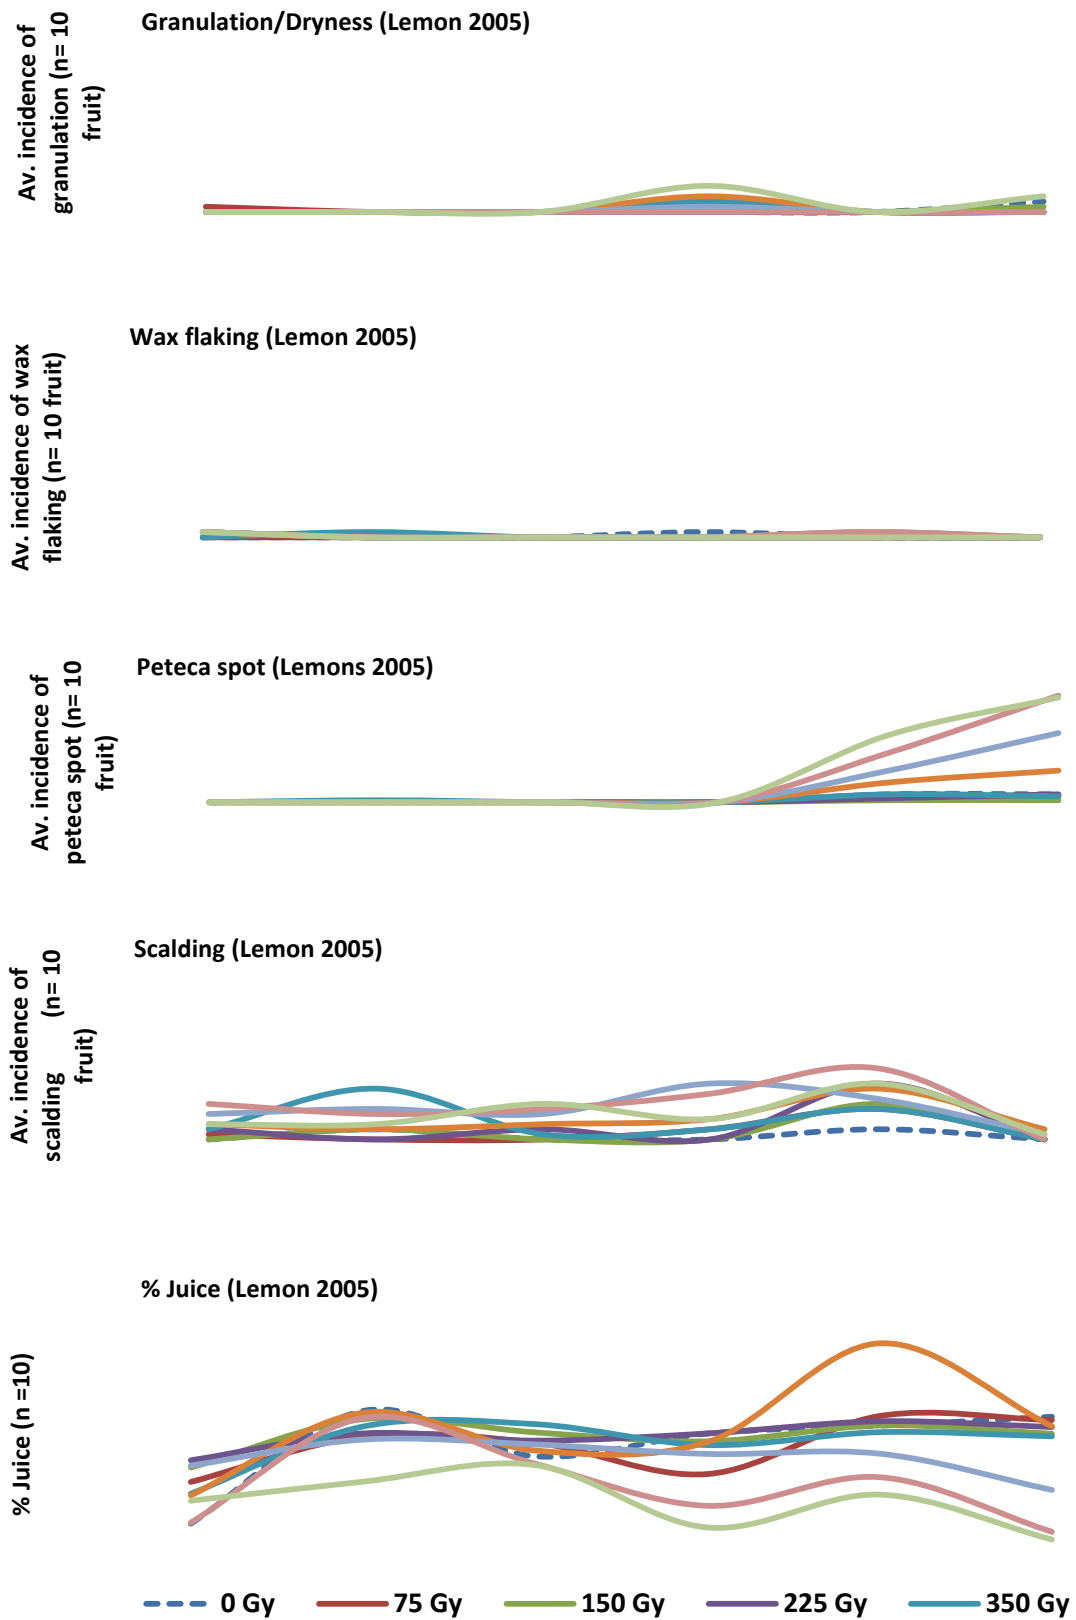 Granulation/Dryness (Lemon 2005)
Av. incidence of
granulation (n= 10
fruit)
Wax flaking (Lemon 2005)
Av. incidence of wax
flaking (n= 10 fruit)
Peteca spot (Lemons 2005)
Av. incidence of
peteca spot (n= 10
fruit)
Scalding (Lemon 2005)
Av. incidence of
scalding (n= 10
fruit)
% Juice (Lemon 2005)
% Juice (n =10)
0 Gy 75 Gy 150 Gy 225 Gy 350 Gy